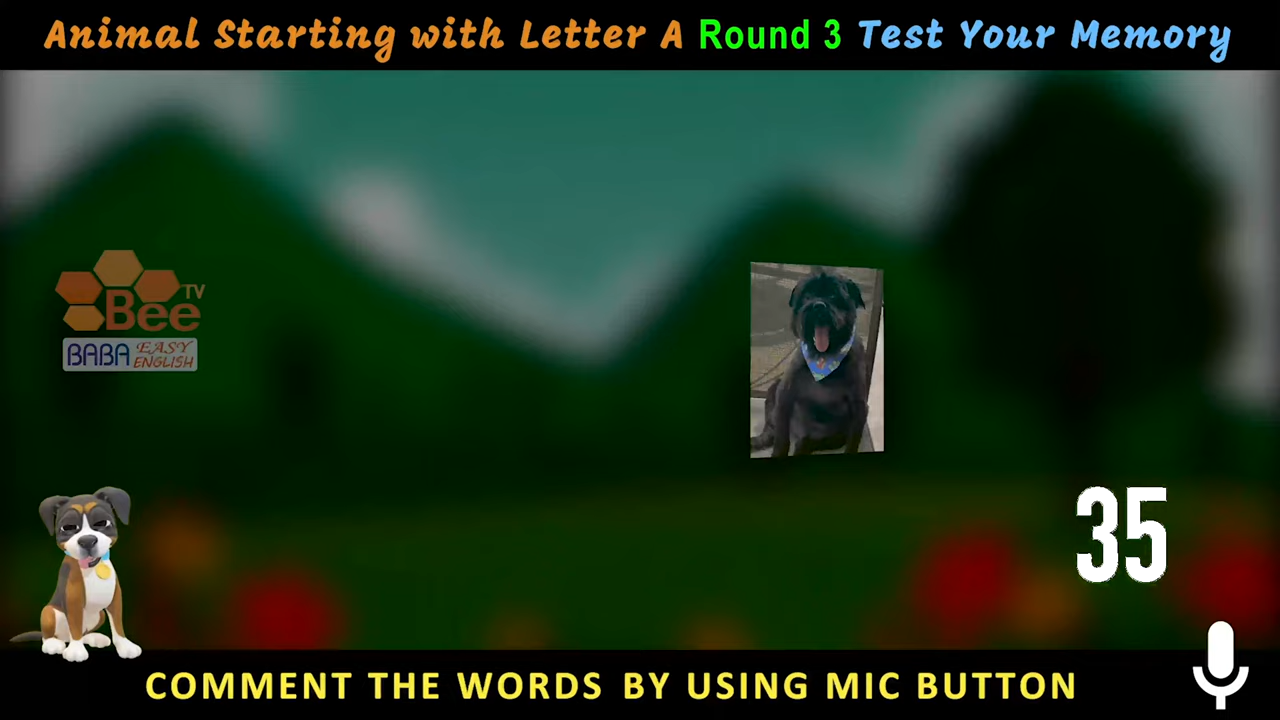 Animal Starting with Letter A Round 3 Test Your Memory
Bee TV
BABA EASY ENGLISH
35
COMMENT THE WORDS BY USING MIC BUTTON